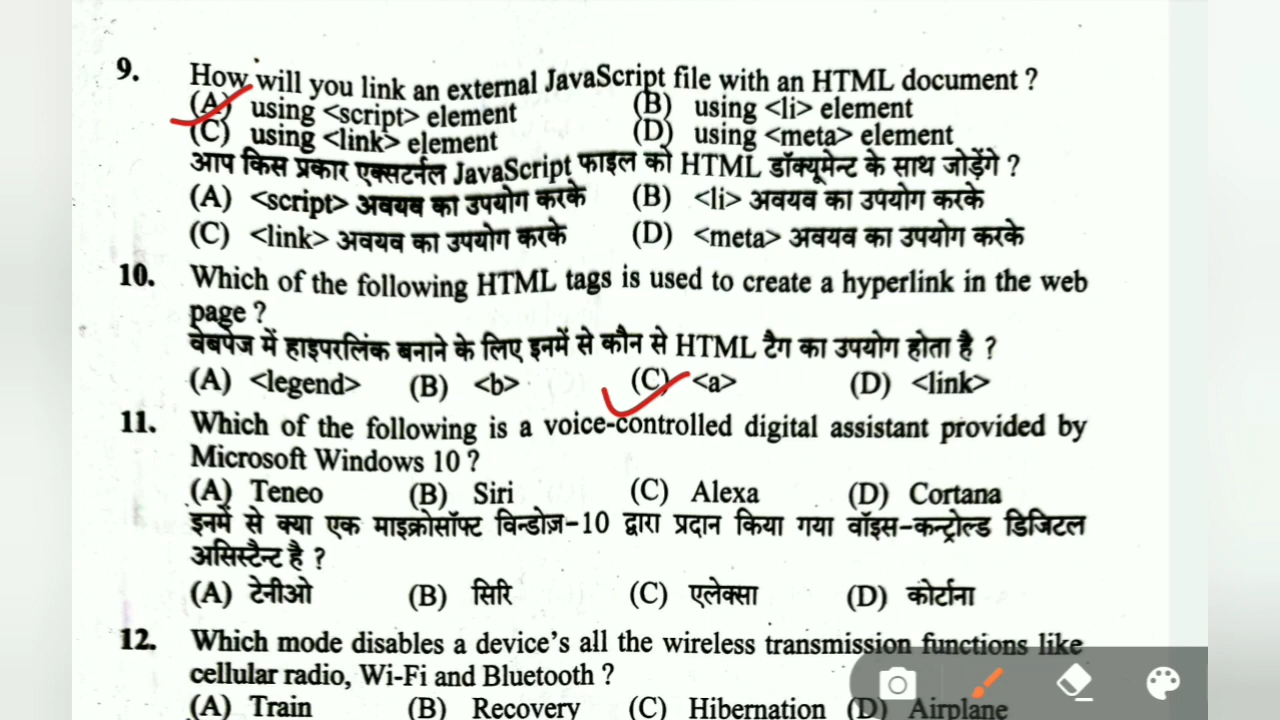 9. How will you link an external JavaScript file with an HTML document ?
(A) using <script> element (B) using <li> element
(C) using <link> element (D) using <meta> element
आप किस प्रकार एक्सटर्नल JavaScript फाइल को HTML डॉक्यूमेन्ट के साथ जोड़ेंगे ?
(A) <script> अवयव का उपयोग करके (B) <li> अवयव का उपयोग करके
(C) <link> अवयव का उपयोग करके (D) <meta> अवयव का उपयोग करके
10. Which of the following HTML tags is used to create a hyperlink in the web
page ?
वेबपेज में हाइपरलिंक बनाने के लिए इनमें से कौन से HTML टैग का उपयोग होता है ?
(A) <legend> (B) <b> (C) <a> (D) <link>
11. Which of the following is a voice-controlled digital assistant provided by
Microsoft Windows 10 ?
(A) Teneo (B) Siri (C) Alexa (D) Cortana
इनमें से क्या एक माइक्रोसॉफ्ट विन्डोज़-10 द्वारा प्रदान किया गया वॉइस-कन्ट्रोल्ड डिजिटल
असिस्टैन्ट है ?
(A) टेनीओ (B) सिरि (C) एलेक्सा (D) कोर्टाना
12. Which mode disables a device's all the wireless transmission functions like
cellular radio, Wi-Fi and Bluetooth ?
(A) Train (B) Recovery (C) Hibernation (D) Airplane